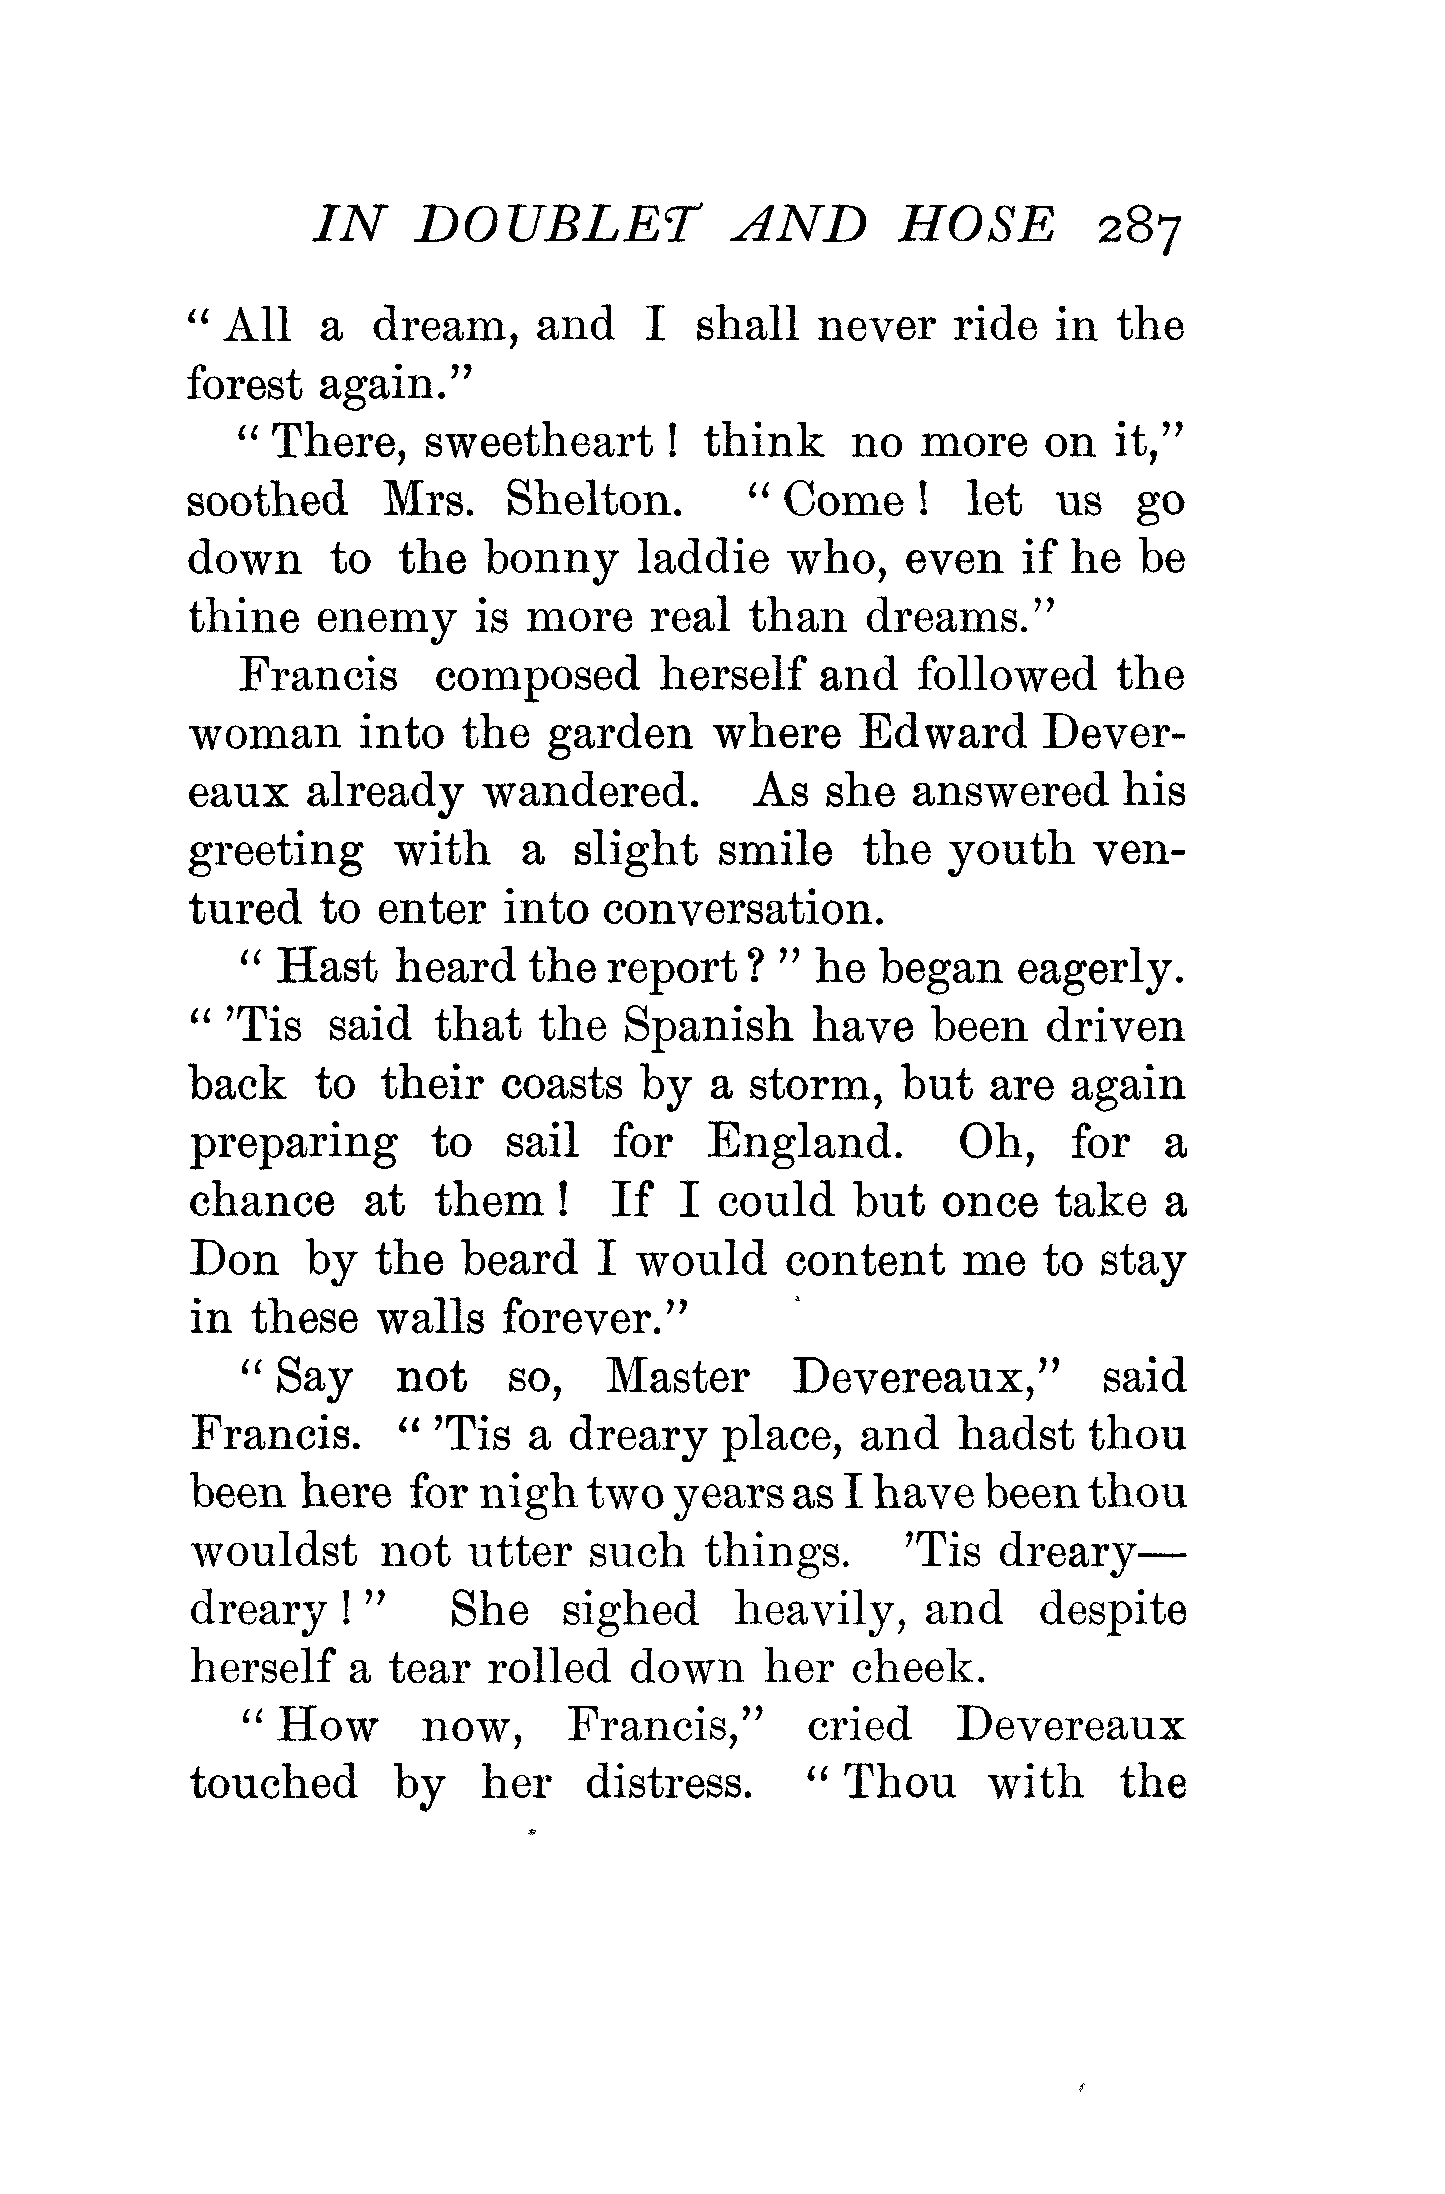 IN DOUBLET AND HOSE 287
“ All a dream, and I shall never ride in the
forest again.”
“ There, sweetheart ! think no more on it,”
soothed Mrs. Shelton. “ Come ! let us go
down to the bonny laddie who, even if he be
thine enemy is more real than dreams.”
Francis composed herself and followed the
woman into the garden where Edward Dever-
eaux already wandered. As she answered his
greeting with a slight smile the youth ven-
tured to enter into conversation.
“ Hast heard the report ? ” he began eagerly.
“ ’Tis said that the Spanish have been driven
back to their coasts by a storm, but are again
preparing to sail for England. Oh, for a
chance at them ! If I could but once take a
Don by the beard I would content me to stay
in these walls forever.”
“ Say not so, Master Devereaux,” said
Francis. “ ’Tis a dreary place, and hadst thou
been here for nigh two years as I have been thou
wouldst not utter such things. ’Tis dreary—
dreary ! ” She sighed heavily, and despite
herself a tear rolled down her cheek.
“ How now, Francis,” cried Devereaux
touched by her distress. “ Thou with the